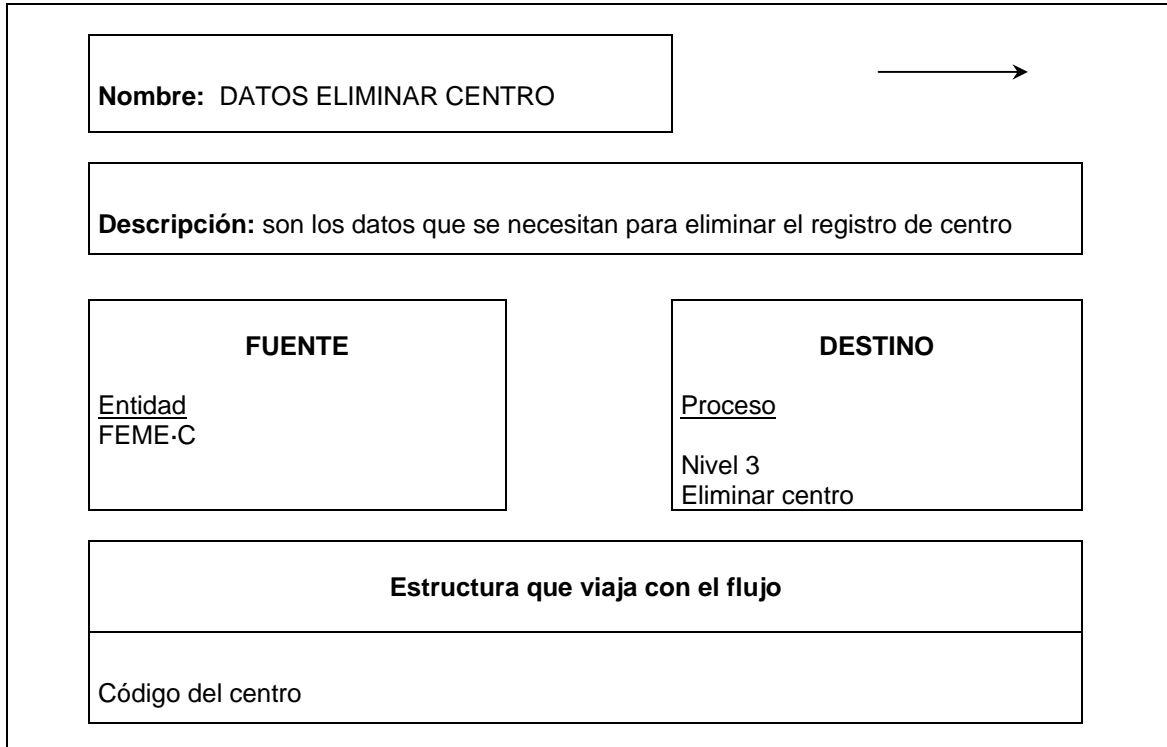 Nombre: DATOS ELIMINAR CENTRO
Descripción: son los datos que se necesitan para eliminar el registro de centro
FUENTE
Entidad
FEME·C
DESTINO
Proceso
Nivel 3
Eliminar centro
Estructura que viaja con el flujo
Código del centro